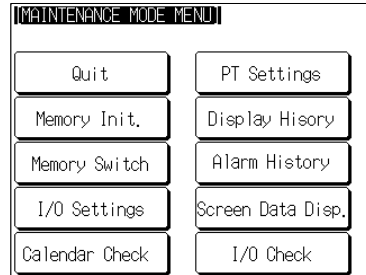 [MAINTENANCE MODE MENU]
Quit
PT Settings
Memory Init.
Display Hisory
Memory Switch
Alarm History
I/O Settings
Screen Data Disp.
Calendar Check
I/O Check